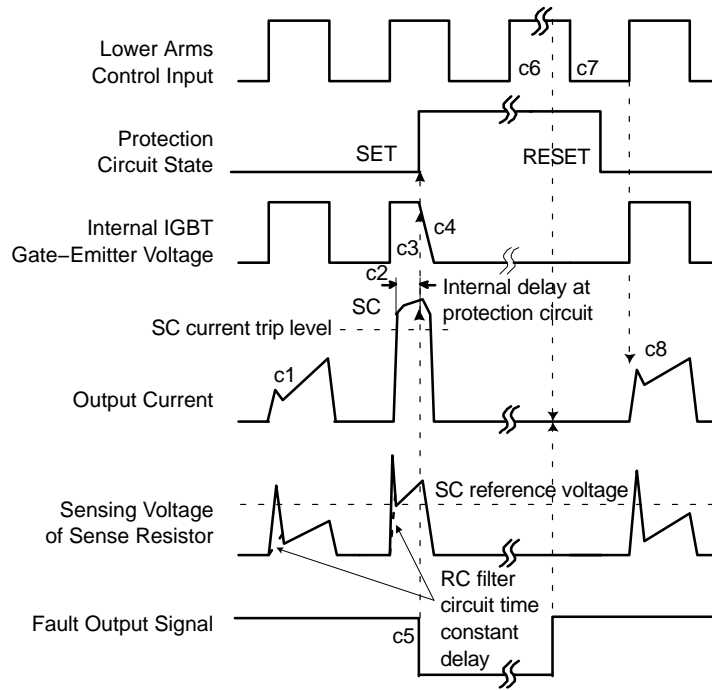 Lower Arms
Control Input
c6
c7
Protection
Circuit State
SET
RESET
Internal IGBT
Gate−Emitter Voltage
c3
c4
c2
Internal delay at
protection circuit
SC
SC current trip level
c1
c8
Output Current
SC reference voltage
Sensing Voltage
of Sense Resistor
RC filter
circuit time
constant
delay
Fault Output Signal
c5